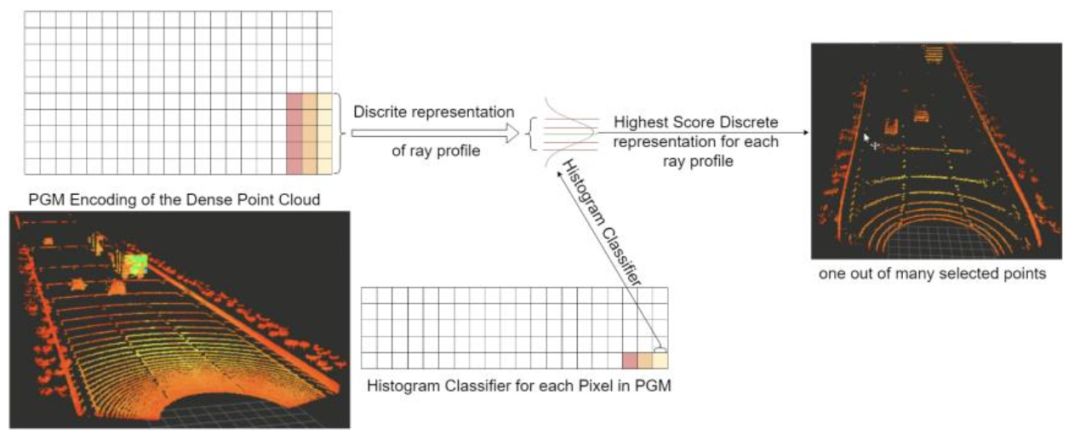 PGM Encoding of the Dense Point Cloud
Discrite representation
of ray profile
Histogram Classifier
Highest Score Discrete
representation for each
ray profile
one out of many selected points
Histogram Classifier for each Pixel in PGM